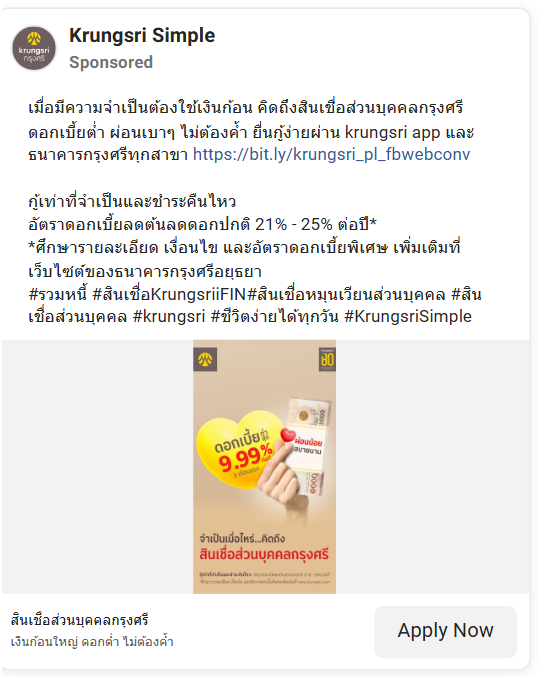 Krungsri Simple
Sponsored
krungsri
กรุงศรี
เมื่อมีความจำเป็นต้องใช้เงินก้อน คิดถึงสินเชื่อส่วนบุคคลกรุงศรี
ดอกเบี้ยต่ำ ผ่อนเบาๆ ไม่ต้องค้ำ ยื่นกู้ง่ายผ่าน krungsri app และ
ธนาคารกรุงศรีทุกสาขา https://bit.ly/krungsri_pl_fbwebconv
กู้เท่าที่จำเป็นและชำระคืนไหว
อัตราดอกเบี้ยลดต้นลดดอกปกติ 21% - 25% ต่อปี*
*ศึกษารายละเอียด เงื่อนไข และอัตราดอกเบี้ยพิเศษ เพิ่มเติมที่
เว็บไซต์ของธนาคารกรุงศรีอยุธยา
#รวมหนี้ #สินเชื่อKrungsriiFIN#สินเชื่อหมุนเวียนส่วนบุคคล #สิน
เชื่อส่วนบุคคล #krungsri #ชีวิตง่ายได้ทุกวัน #KrungsriSimple
80
ดอกเบี้ย
9.99%
3 เดือนแรก
ผ่อนน้อย
สบายนาน
1000
จำเป็นเมื่อไหร่...คิดถึง
สินเชื่อส่วนบุคคลกรุงศรี
สินเชื่อส่วนบุคคลกรุงศรี
เงินก้อนใหญ่ ดอกต่ำ ไม่ต้องค้ำ
Apply Now